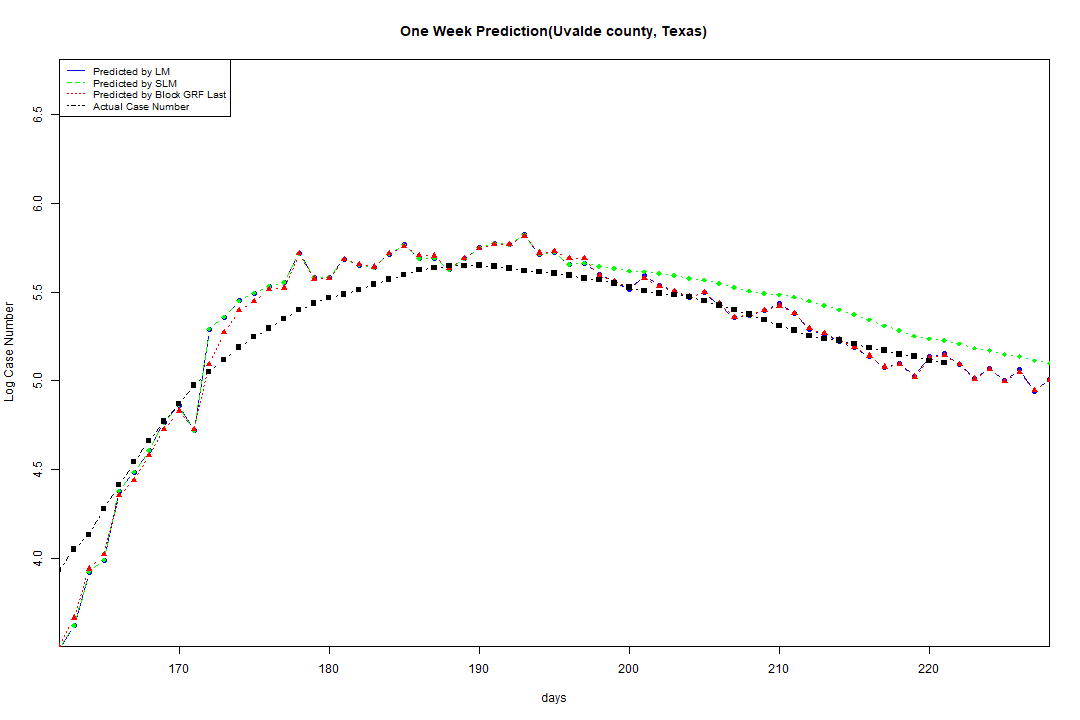 One Week Prediction(Uvalde county, Texas)
Predicted by LM
Predicted by SLM
Predicted by Block GRF Last
Actual Case Number
6.5
6.0
5.5
5.0
4.5
4.0
Log Case Number
170 180 190 200 210 220
days